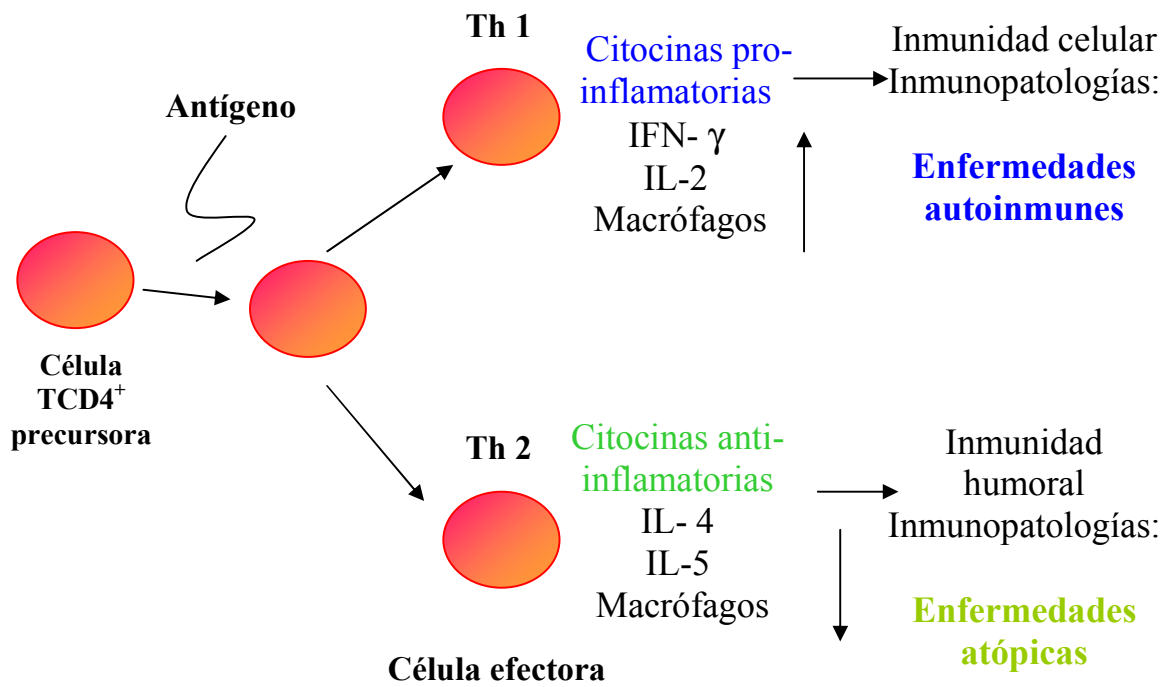 Antígeno
Célula
TCD4⁺
precursora
Th 1
Citocinas pro-
inflamatorias
IFN- γ
IL-2
Macrófagos
Inmunidad celular
Inmunopatologías:
Enfermedades
autoinmunes
Th 2
Citocinas anti-
inflamatorias
IL- 4
IL-5
Macrófagos
Inmunidad
humoral
Inmunopatologías:
Enfermedades
atópicas
Célula efectora